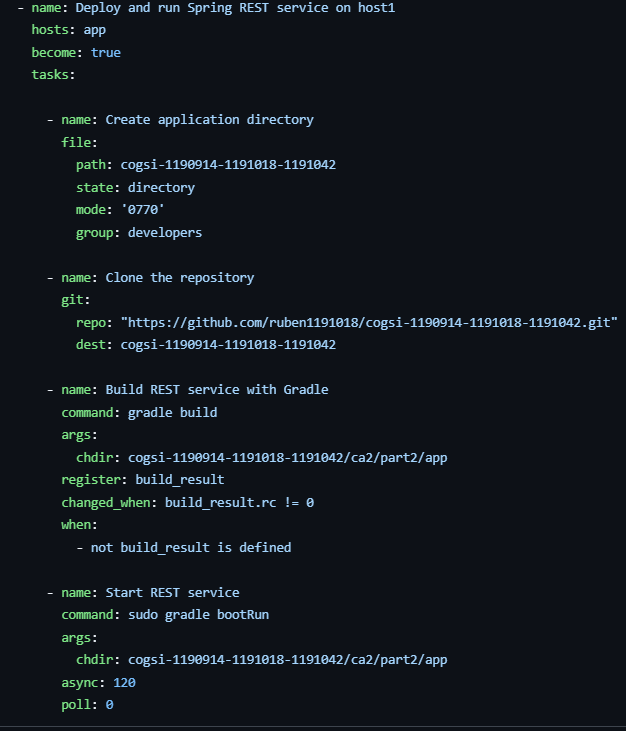 - name: Deploy and run Spring REST service on host1
  hosts: app
  become: true
  tasks:

    - name: Create application directory
      file:
        path: cogsi-1190914-1191018-1191042
        state: directory
        mode: '0770'
        group: developers

    - name: Clone the repository
      git:
        repo: "https://github.com/ruben1191018/cogsi-1190914-1191018-1191042.git"
        dest: cogsi-1190914-1191018-1191042

    - name: Build REST service with Gradle
      command: gradle build
      args:
        chdir: cogsi-1190914-1191018-1191042/ca2/part2/app
      register: build_result
      changed_when: build_result.rc != 0
      when:
        - not build_result is defined

    - name: Start REST service
      command: sudo gradle bootRun
      args:
        chdir: cogsi-1190914-1191018-1191042/ca2/part2/app
      async: 120
      poll: 0